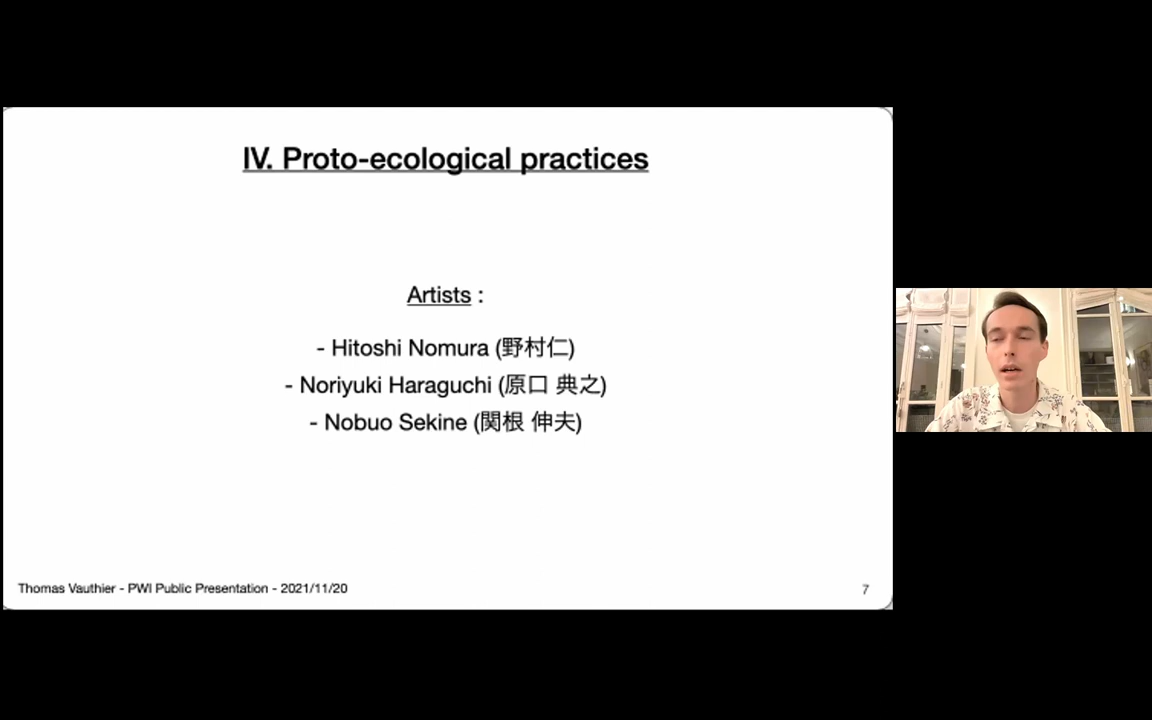 IV. Proto-ecological practices
Artists :
- Hitoshi Nomura (野村仁)
- Noriyuki Haraguchi (原口 典之)
- Nobuo Sekine (関根 伸夫)
Thomas Vauthier - PWI Public Presentation - 2021/11/20
7